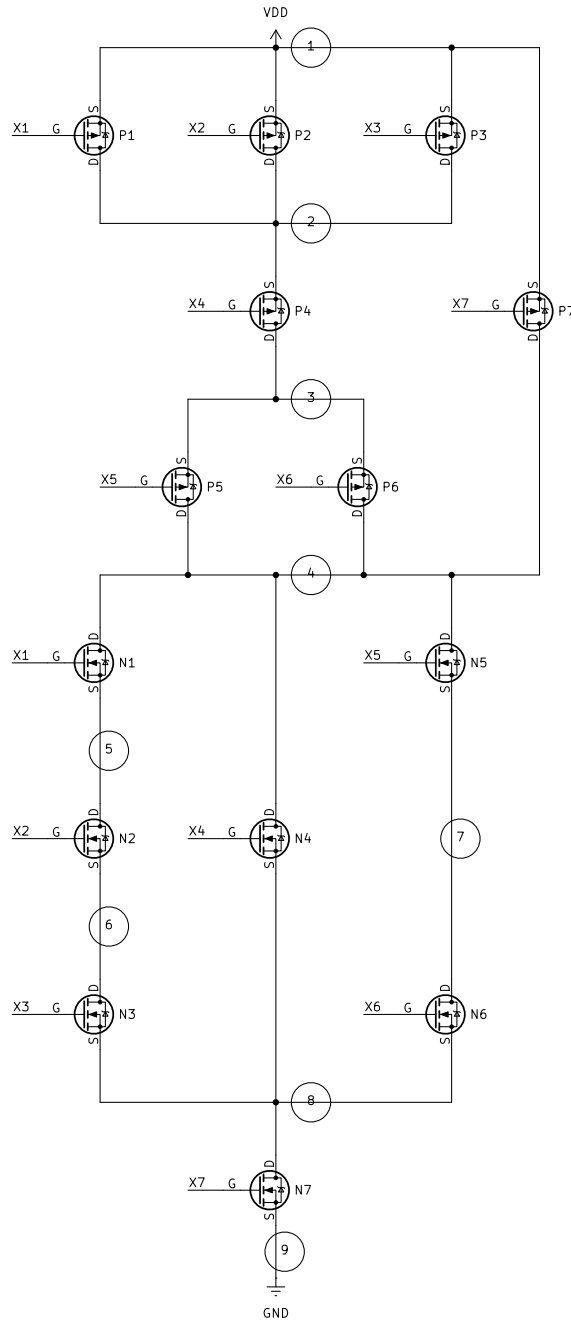 VDD
1
S S S
X1 G P1 X2 G P2 X3 G P3
D D D
2
S S
X4 G P4 X7 G P7
D D
3
S S
X5 G P5 X6 G P6
D D
4
D D
X1 G N1 X5 G N5
S S
5
D D
X2 G N2 X4 G N4 7
S S
6
D D
X3 G N3 X6 G N6
S S
8
D
X7 G N7
S
9
GND